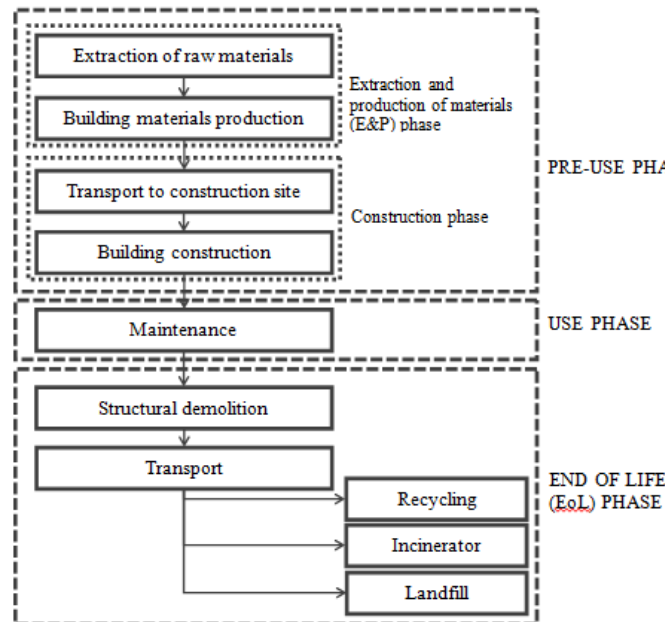 Extraction of raw materials
Building materials production
Extraction and
production of materials
(E&P) phase
Transport to construction site
Building construction
Construction phase
PRE-USE PHA
Maintenance
USE PHASE
Structural demolition
Transport
Recycling
Incinerator
Landfill
END OF LIFE
(EoL) PHASE